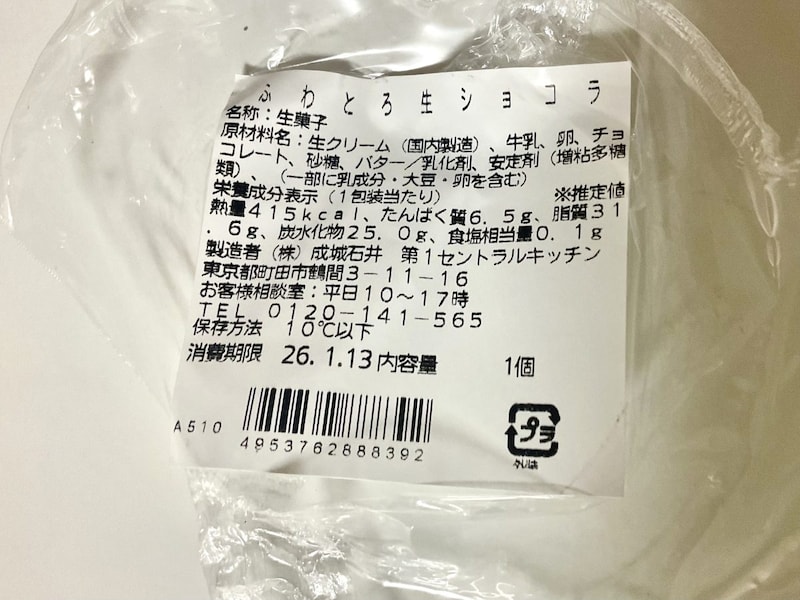 ふわとろ生ショコラ
名称：生菓子
原材料名：生クリーム（国内製造）、牛乳、卵、チョ
コレート、砂糖、バター／乳化剤、安定剤（増粘多糖
類）、（一部に乳成分・大豆・卵を含む）
栄養成分表示（1包装当たり） ※推定値
熱量415kcal、たんぱく質6．5g、脂質31
．6g、炭水化物25．0g、食塩相当量0．1g
製造者（株）成城石井 第1セントラルキッチン
東京都町田市鶴間3－11－16
お客様相談室：平日10～17時
TEL 0120－141－565
保存方法 10℃以下
消費期限 26.1.13 内容量 1個
A510
4953762888392
プラ